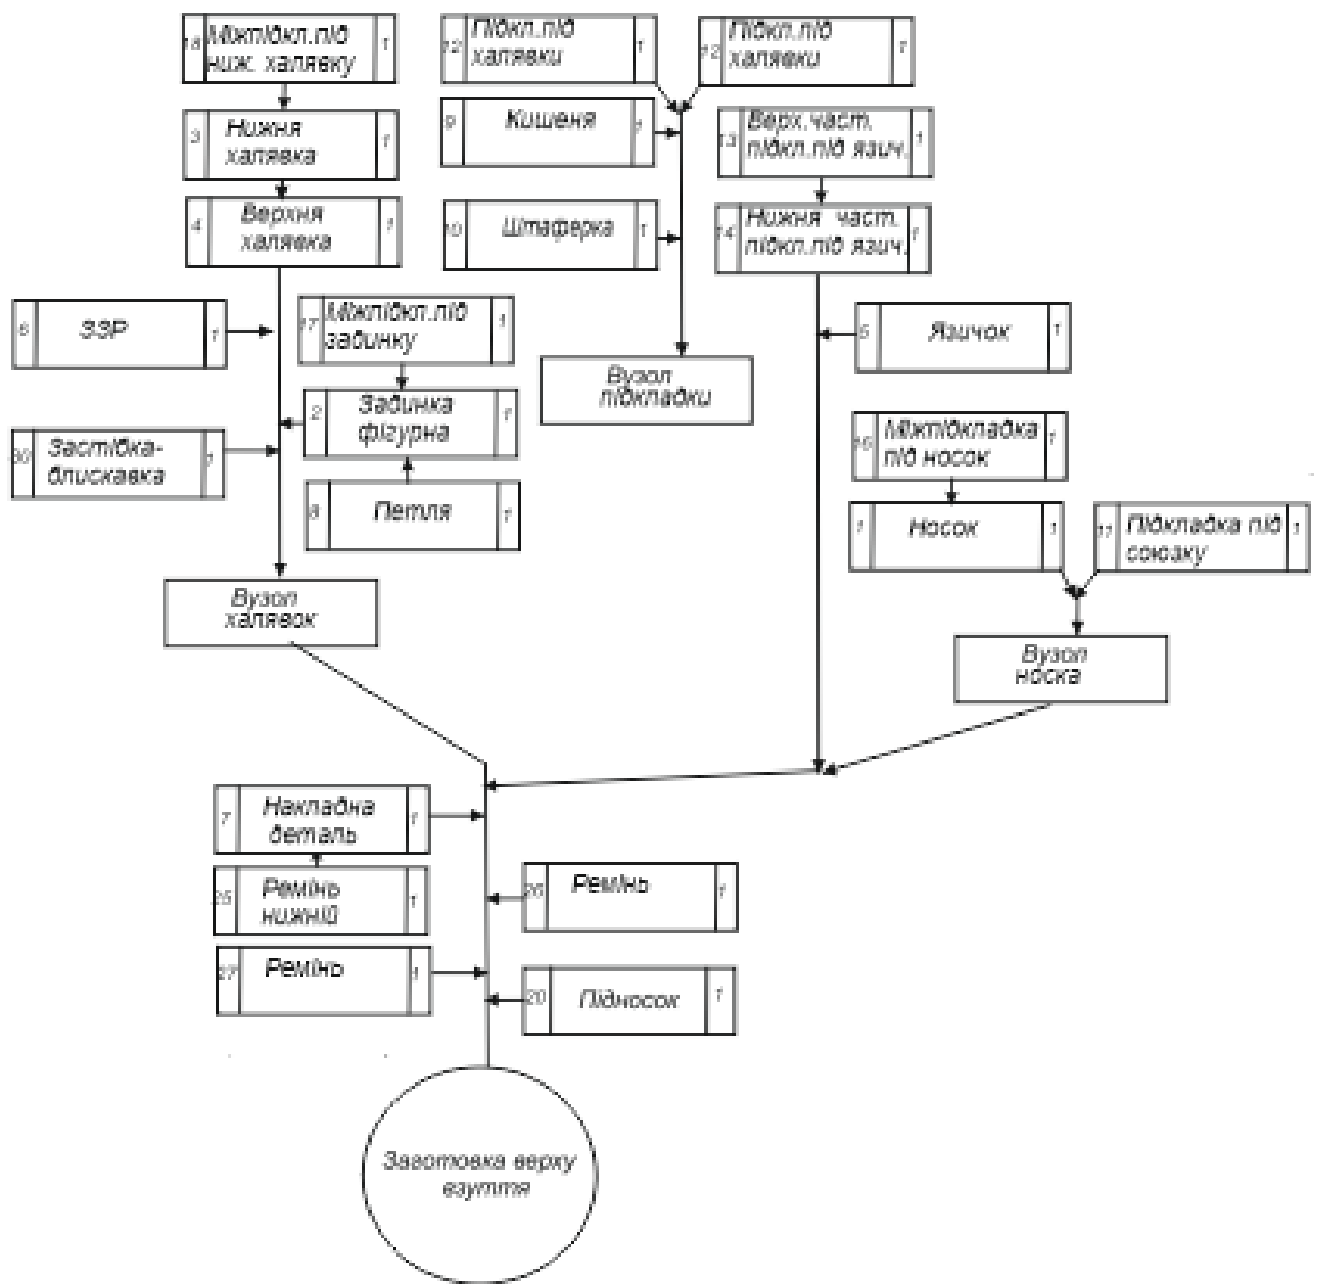 18 Міжпідкл.під 1
ниж. халявку
12 Підкл.під 1
халявки
12 Підкл.під 1
халявки
3 Нижня 1
халявка
9 Кишеня 1
13 Верх.част. 1
підкл.під язич.
4 Верхня 1
халявка
10 Штаферка 1
14 Нижня част. 1
підкл.під язич.
6 ЗЗР 1
17 Міжпідкл.під 1
задинку
5 Язичок 1
Вузол
підкладки
2 Задинка 1
фігурна
30 Застібка- 1
блискавка
16 Міжпідкладка 1
під носок
8 Петля 1
1 Носок 1
11 Підкладка під 1
союзку
Вузол
халявок
Вузол
носка
7 Накладна 1
деталь
25 Ремінь 1
нижній
26 Ремінь 1
27 Ремінь 1
20 Підносок 1
Заготовка верху
взуття